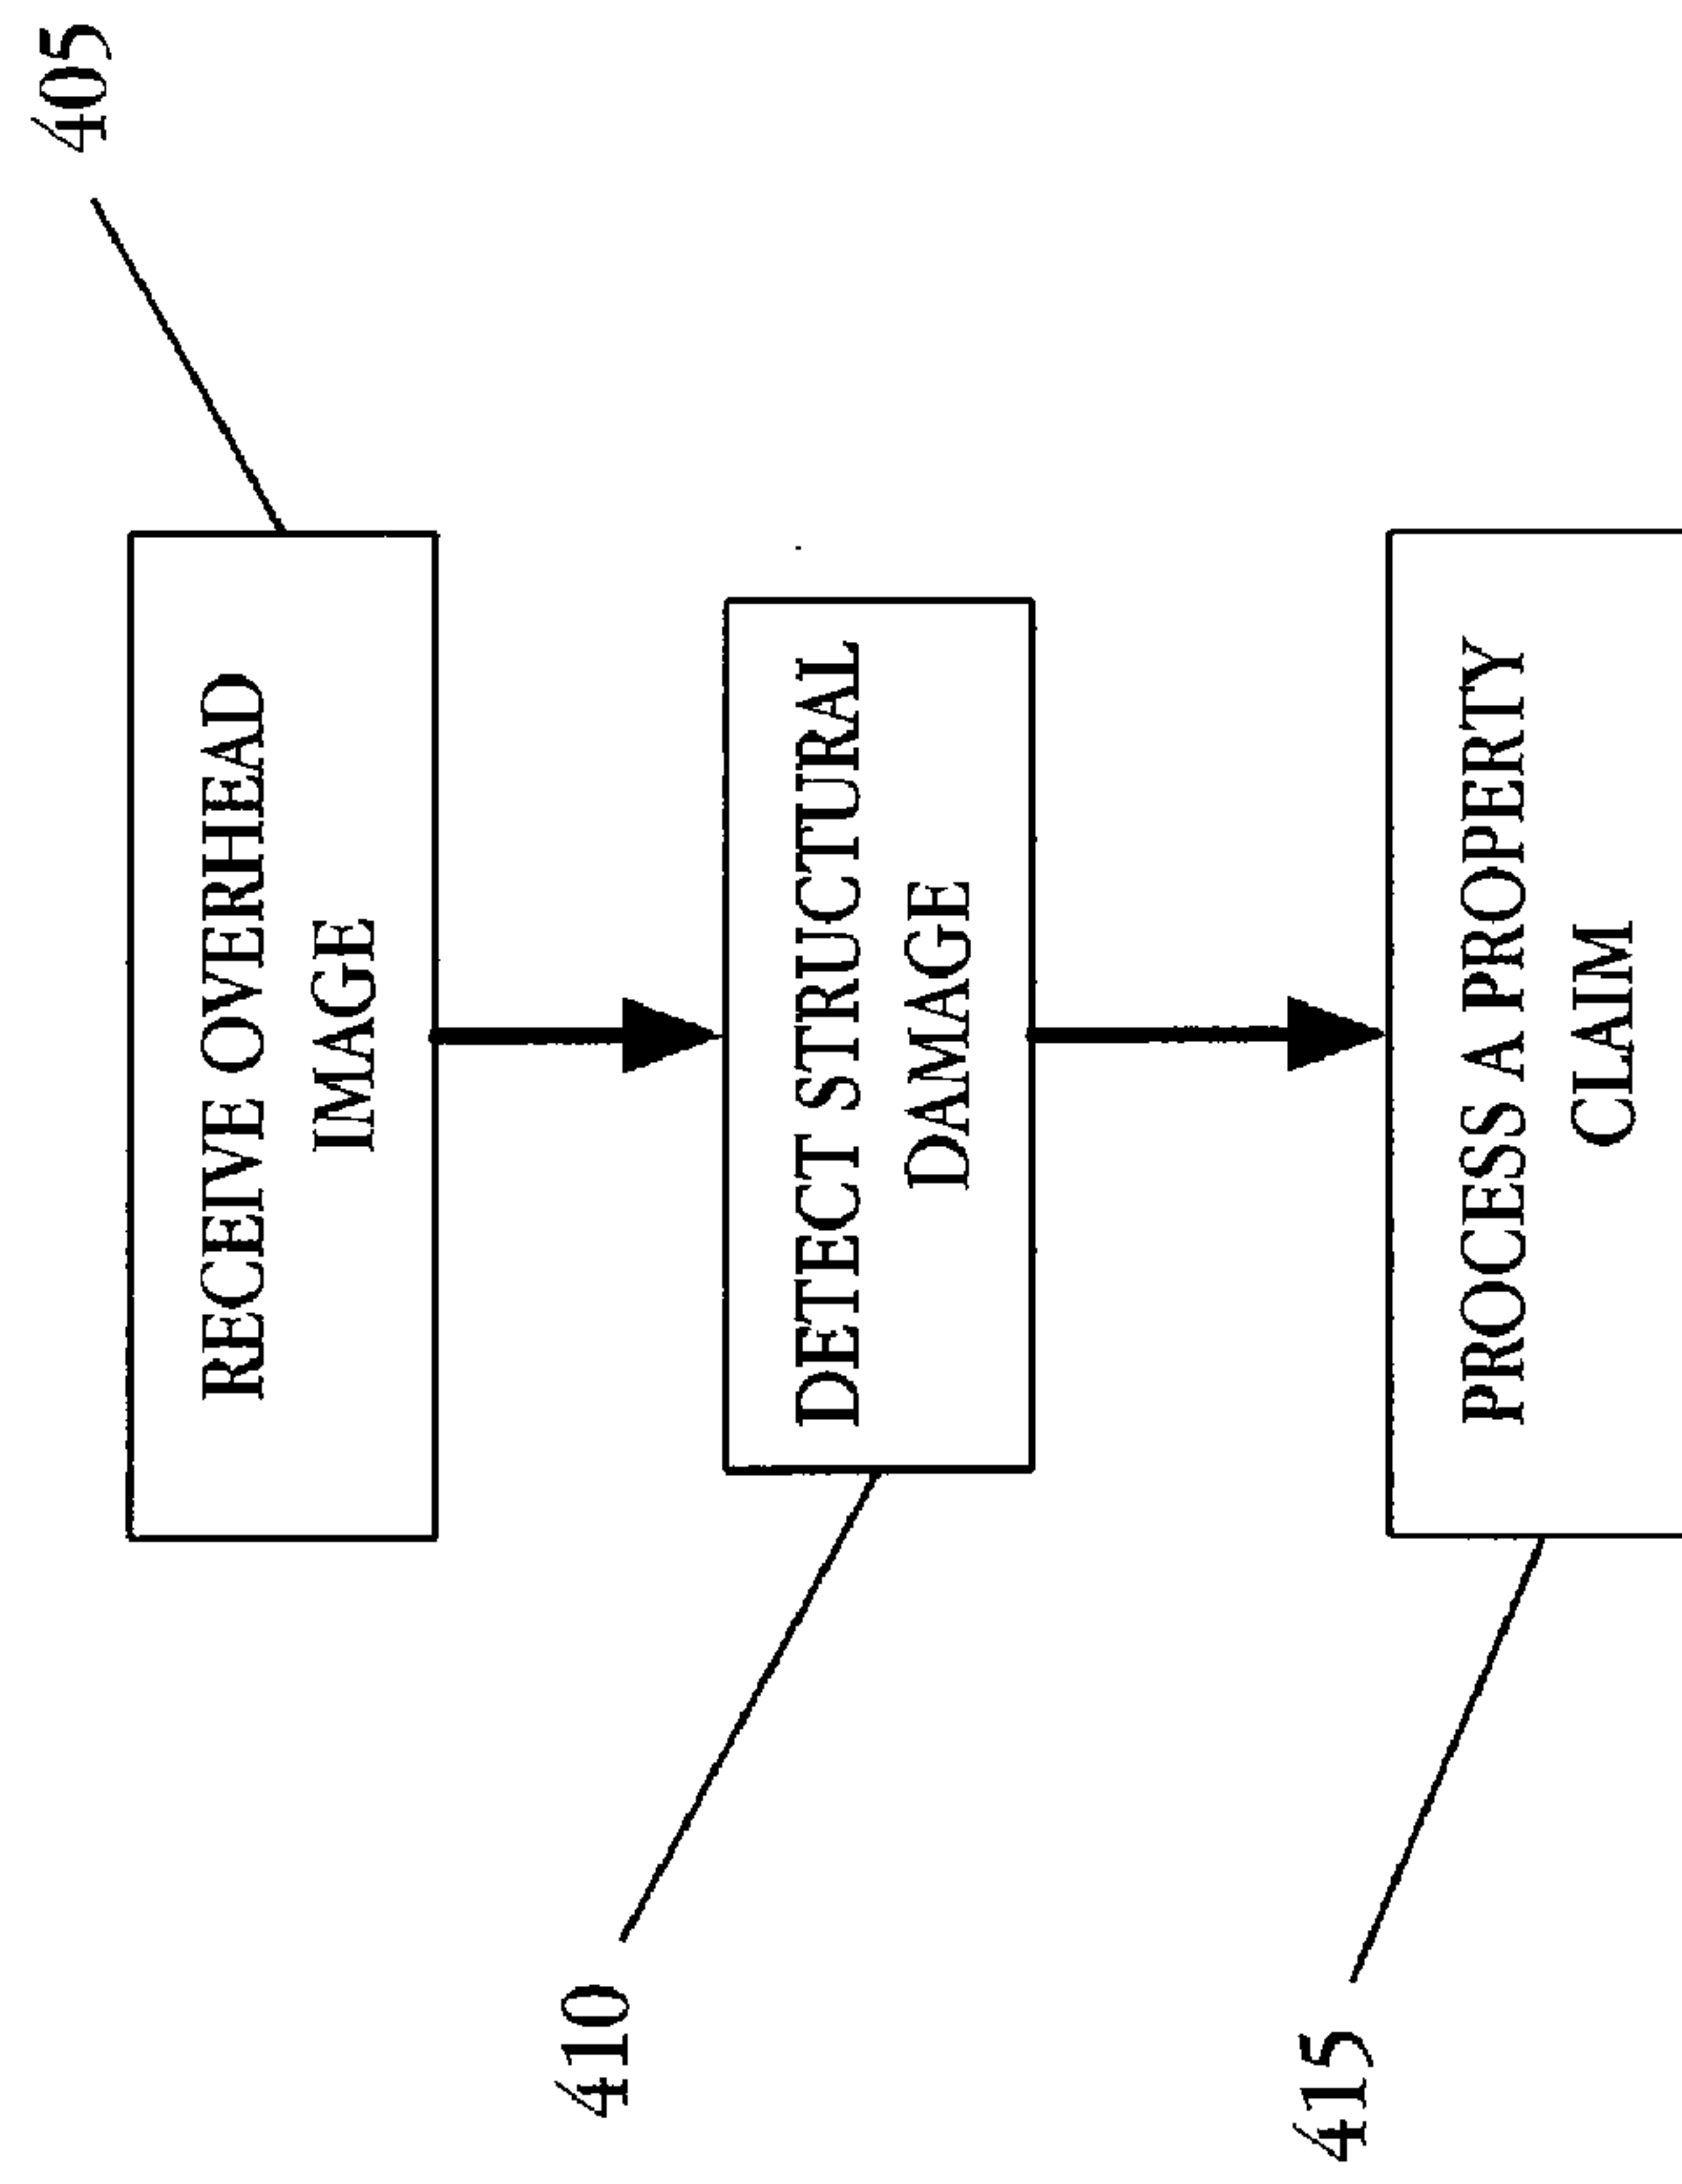 405
RECEIVE OVERHEAD
IMAGE
410
DETECT STRUCTURAL
DAMAGE
415
PROCESS A PROPERTY
CLAIM